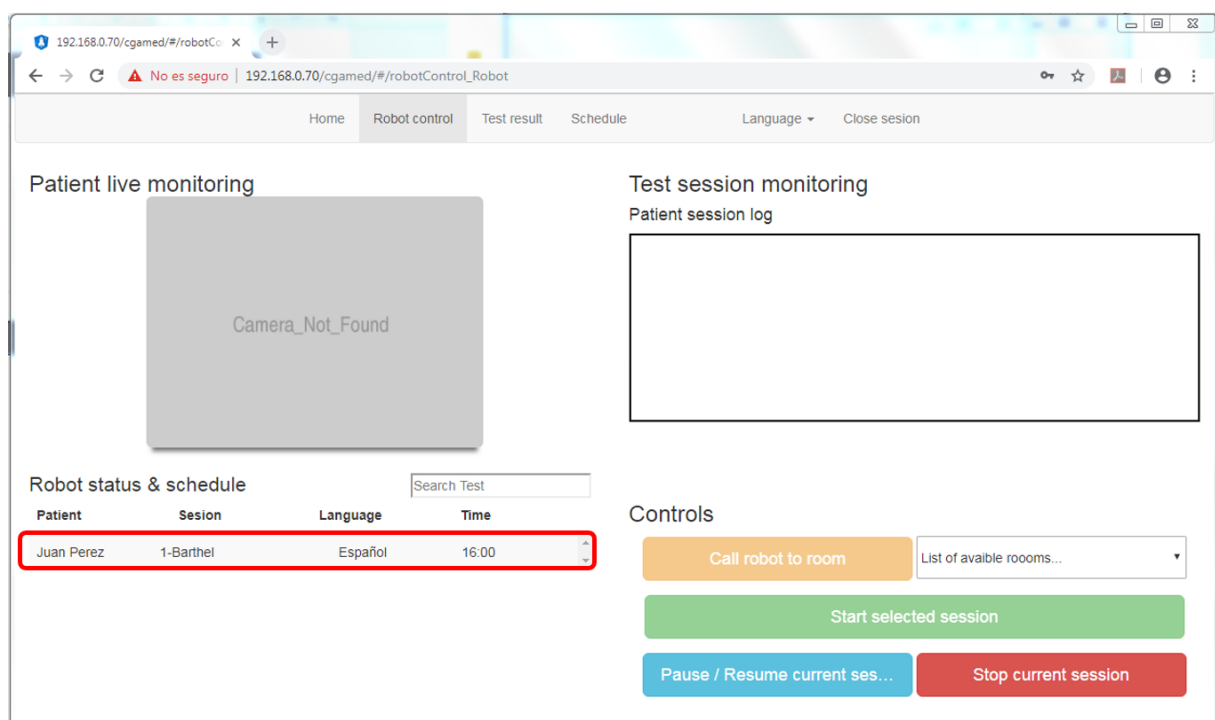 192.168.0.70/cgamed/#/robotCo
No es seguro | 192.168.0.70/cgamed/#/robotControl_Robot
Home Robot control Test result Schedule Language Close sesion
Patient live monitoring
Camera_Not_Found
Robot status & schedule
Search Test
Patient Sesion Language Time
Juan Perez 1-Barthel Español 16:00
Test session monitoring
Patient session log
Controls
Call robot to room
List of avaible roooms...
Start selected session
Pause / Resume current ses...
Stop current session